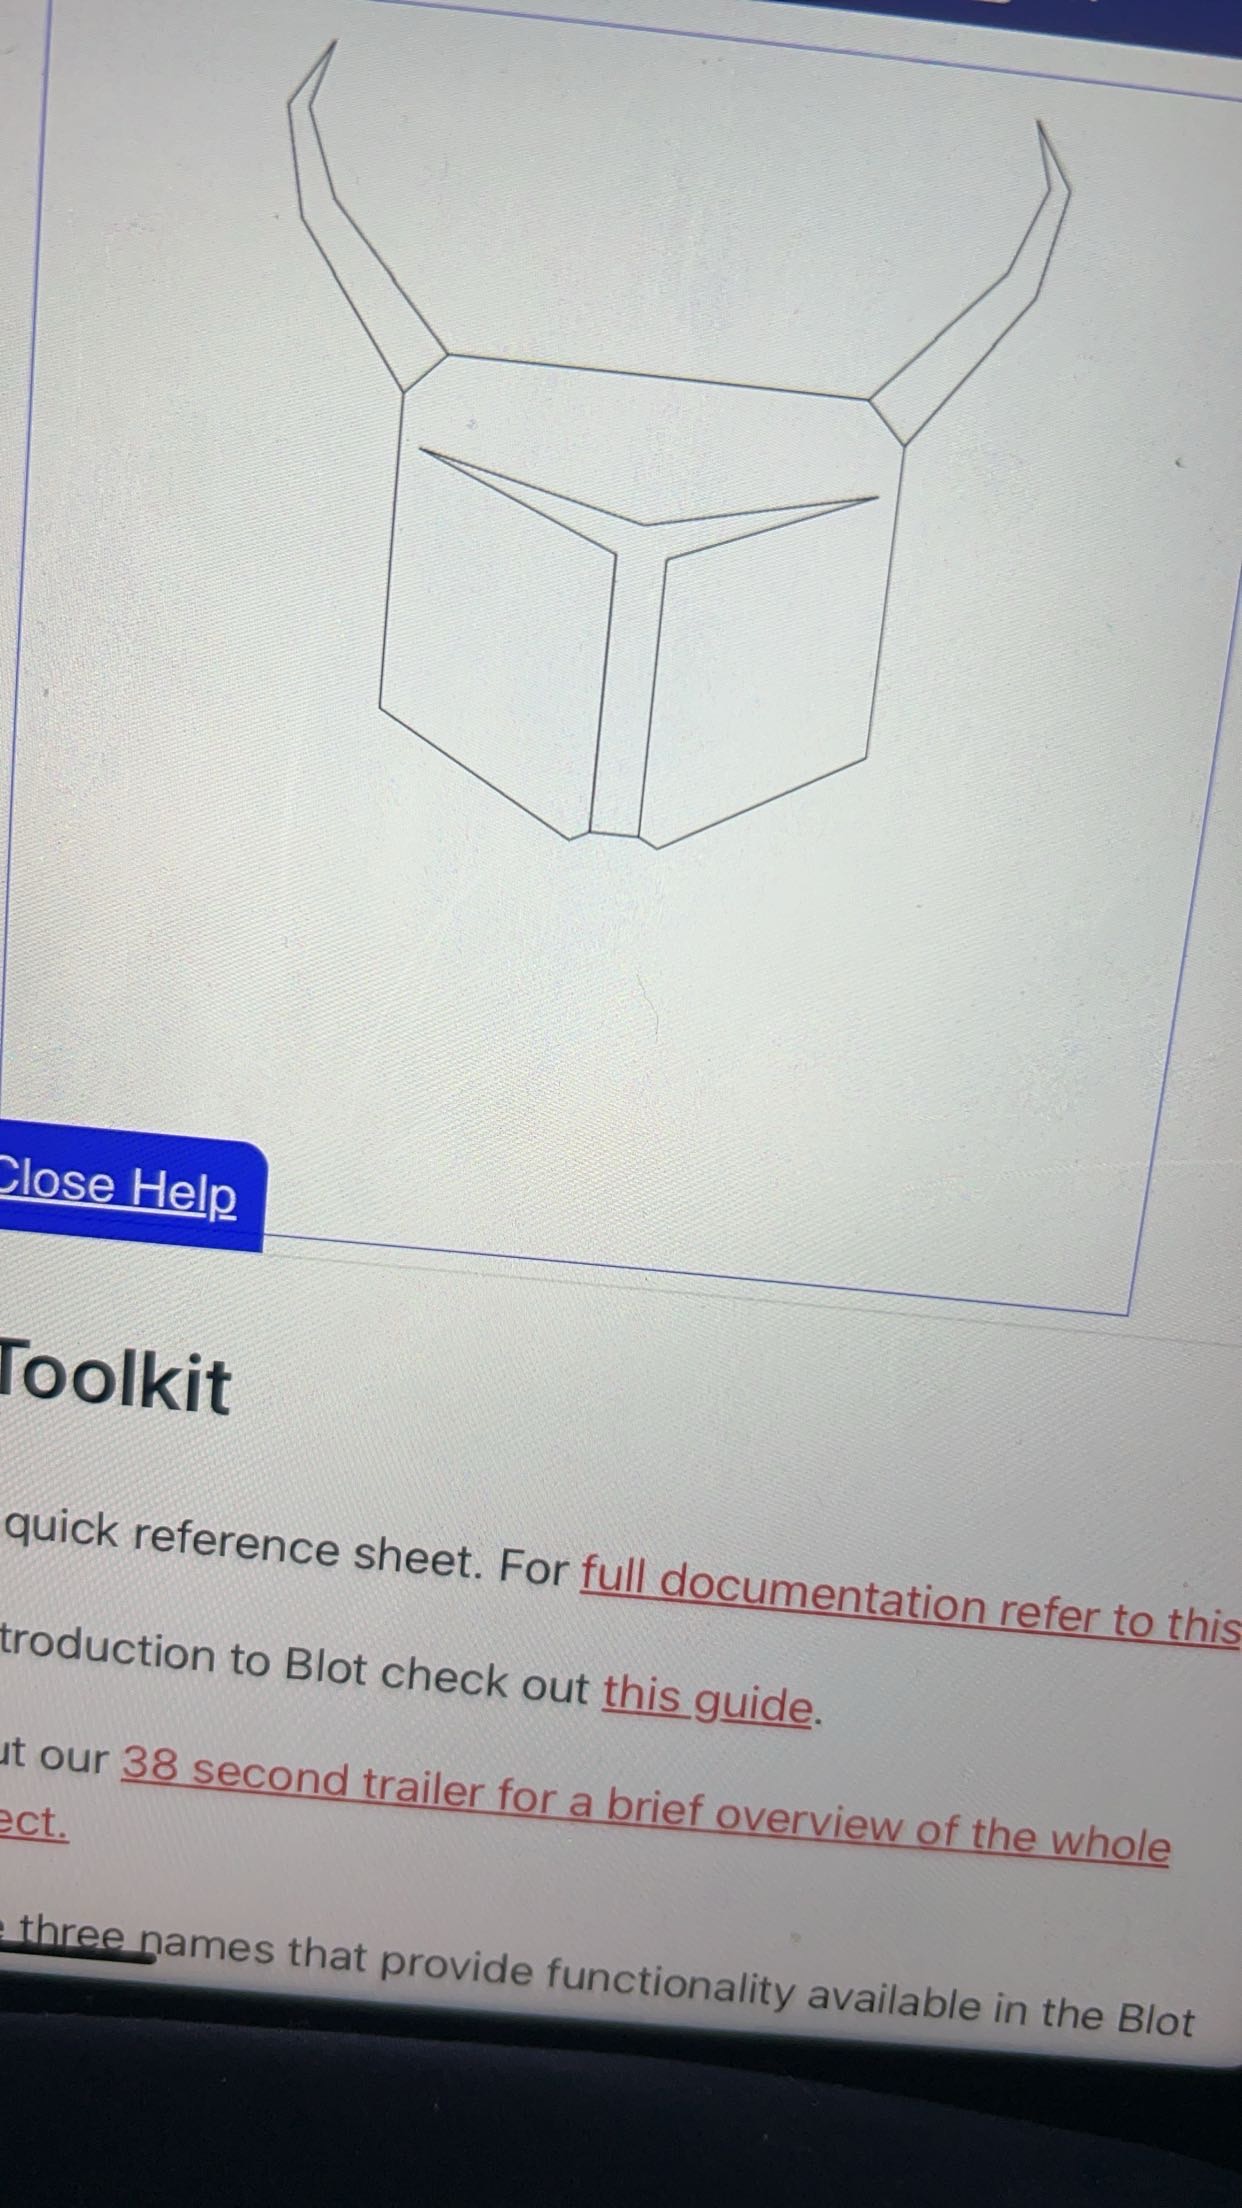 Close Help
Toolkit
quick reference sheet. For full documentation refer to this
troduction to Blot check out this guide.
ut our 38 second trailer for a brief overview of the whole
ect.
three names that provide functionality available in the Blot